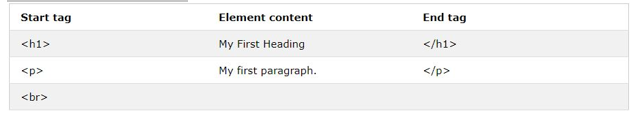 Start tag Element content End tag
<h1> My First Heading </h1>
<p> My first paragraph. </p>
<br>